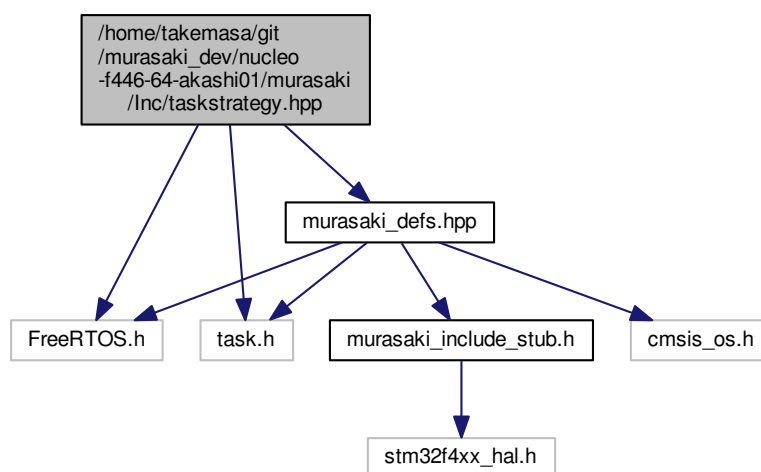 /home/takemasa/git
/murasaki_dev/nucleo
-f446-64-akashi01/murasaki
/Inc/taskstrategy.hpp
murasaki_defs.hpp
FreeRTOS.h
task.h
murasaki_include_stub.h
cmsis_os.h
stm32f4xx_hal.h